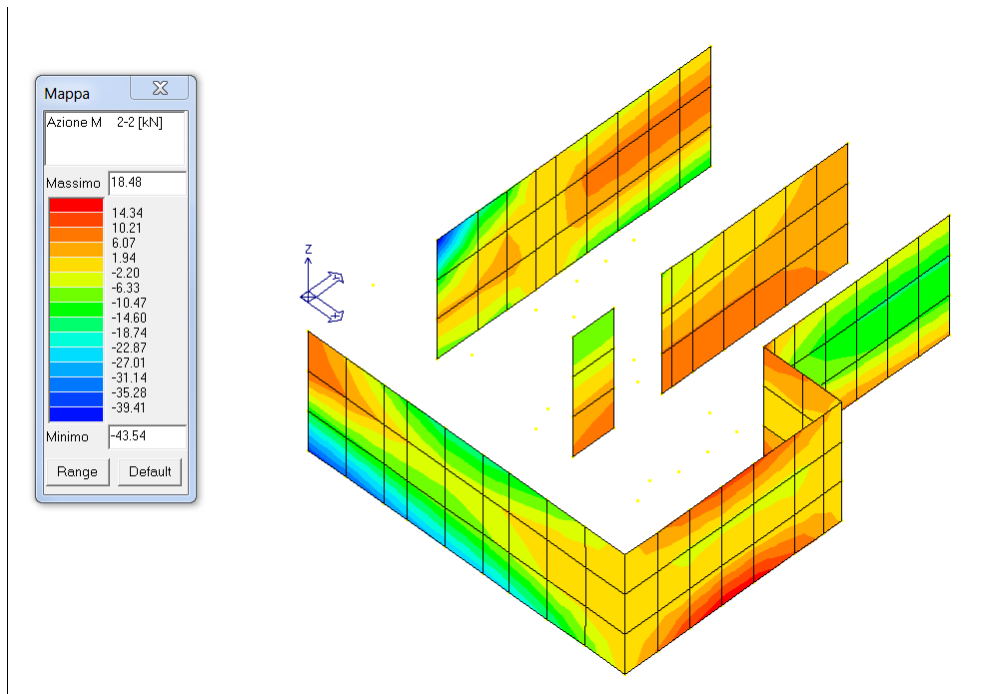 Mappa
Azione M 2-2 [kN]
Massimo 18.48
14.34
10.21
6.07
1.94
-2.20
-6.33
-10.47
-14.60
-18.74
-22.87
-27.01
-31.14
-35.28
-39.41
Minimo -43.54
Range Default
Z